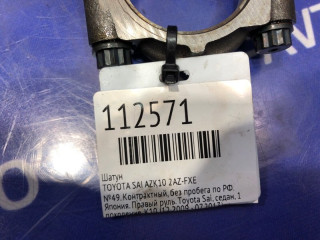 112571
Шатун
TOYOTA SAI AZK10 2AZ-FXE
№49. Контрактный, без пробега по РФ.
Япония. Правый руль. Toyota Sai, седан, 1